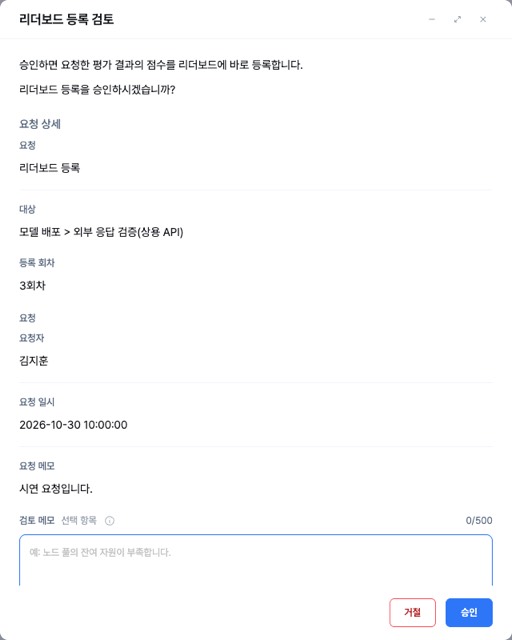 리더보드 등록 검토
승인하면 요청한 평가 결과의 점수를 리더보드에 바로 등록합니다.
리더보드 등록을 승인하시겠습니까?
요청 상세
요청
리더보드 등록
대상
모델 배포 > 외부 응답 검증(상용 API)
등록 회차
3회차
요청
요청자
김지훈
요청 일시
2026-10-30 10:00:00
요청 메모
시연 요청입니다.
검토 메모 선택 항목 0/500
예: 노드 풀의 잔여 자원이 부족합니다.
거절 승인